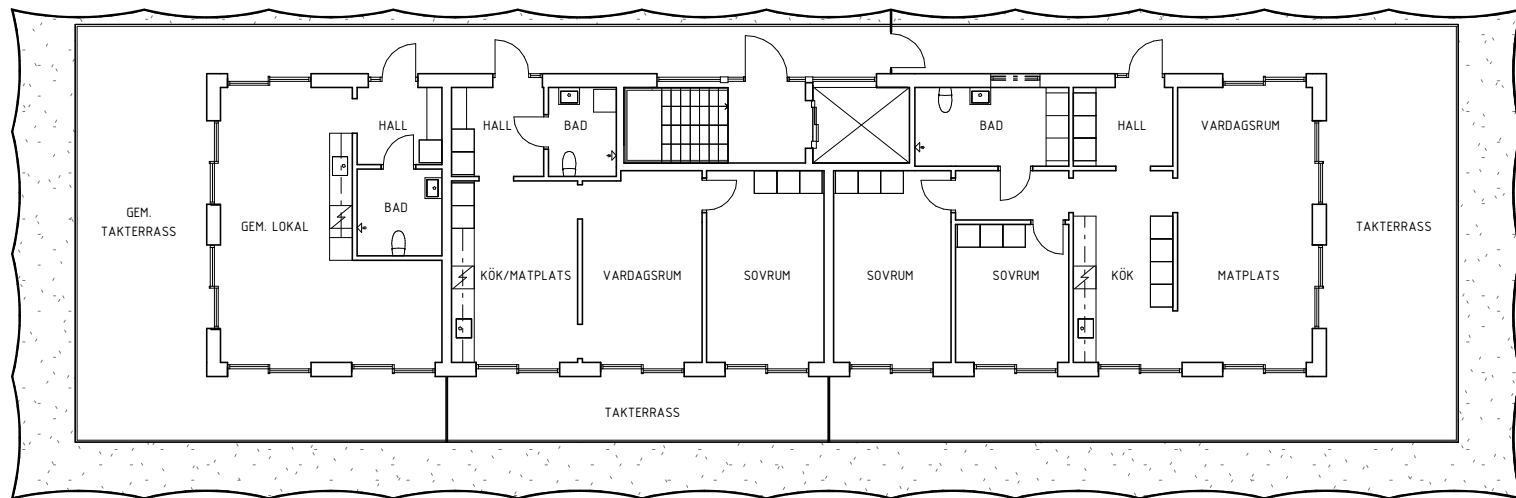 HALL
HALL
BAD
BAD
HALL
VARDAGSRUM
BAD
GEM.
TAKTERRASS
GEM. LOKAL
TAKTERRASS
KÖK/MATPLATS
VARDAGSRUM
SOVRUM
SOVRUM
SOVRUM
KÖK
MATPLATS
TAKTERRASS